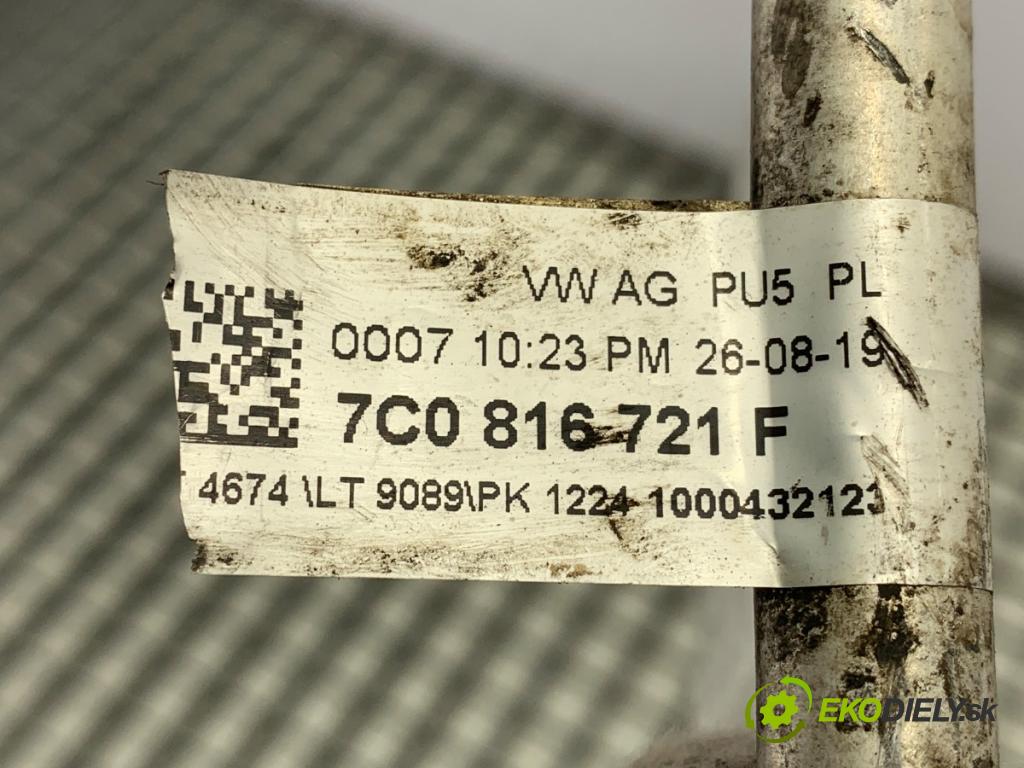 VW AG PU5 PL
0007 10:23 PM 26-08-19
7C0 816 721 F
4674 \LT 9089\PK 1224 1000432123
EKODIELY.sk